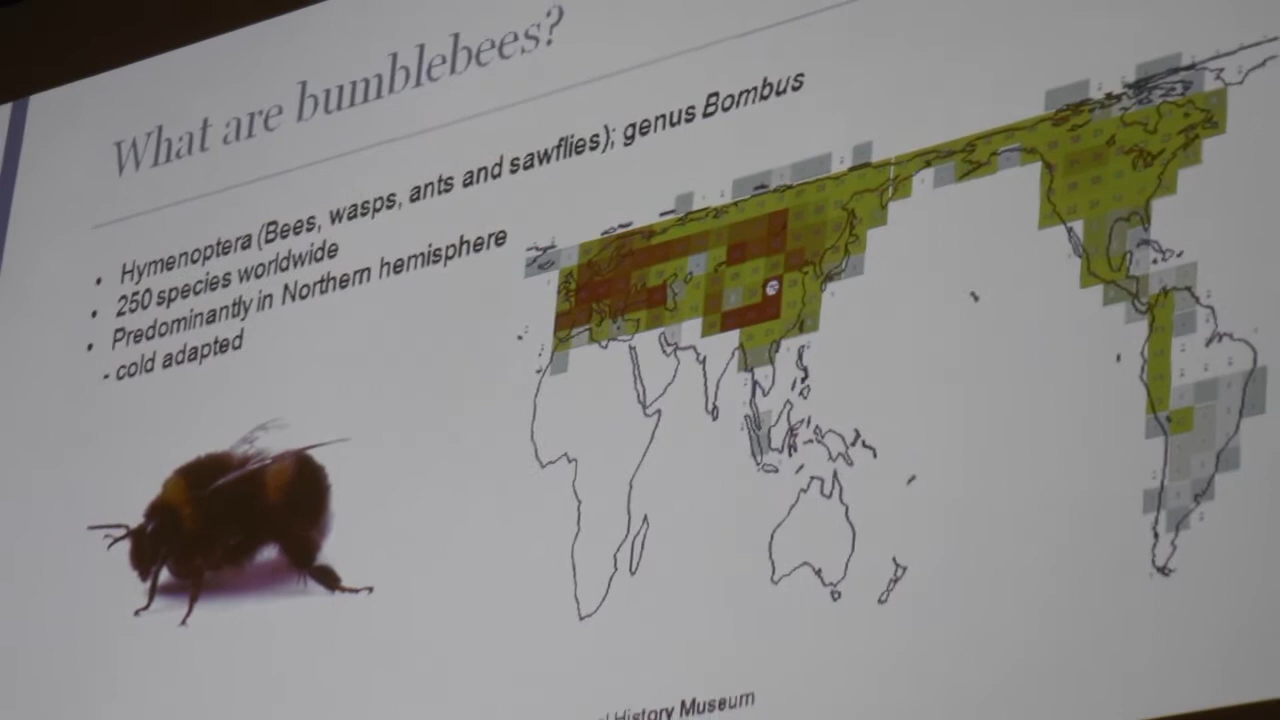 What are bumblebees?
• Hymenoptera (Bees, wasps, ants and sawflies); genus Bombus
• 250 species worldwide
• Predominantly in Northern hemisphere
- cold adapted
History Museum